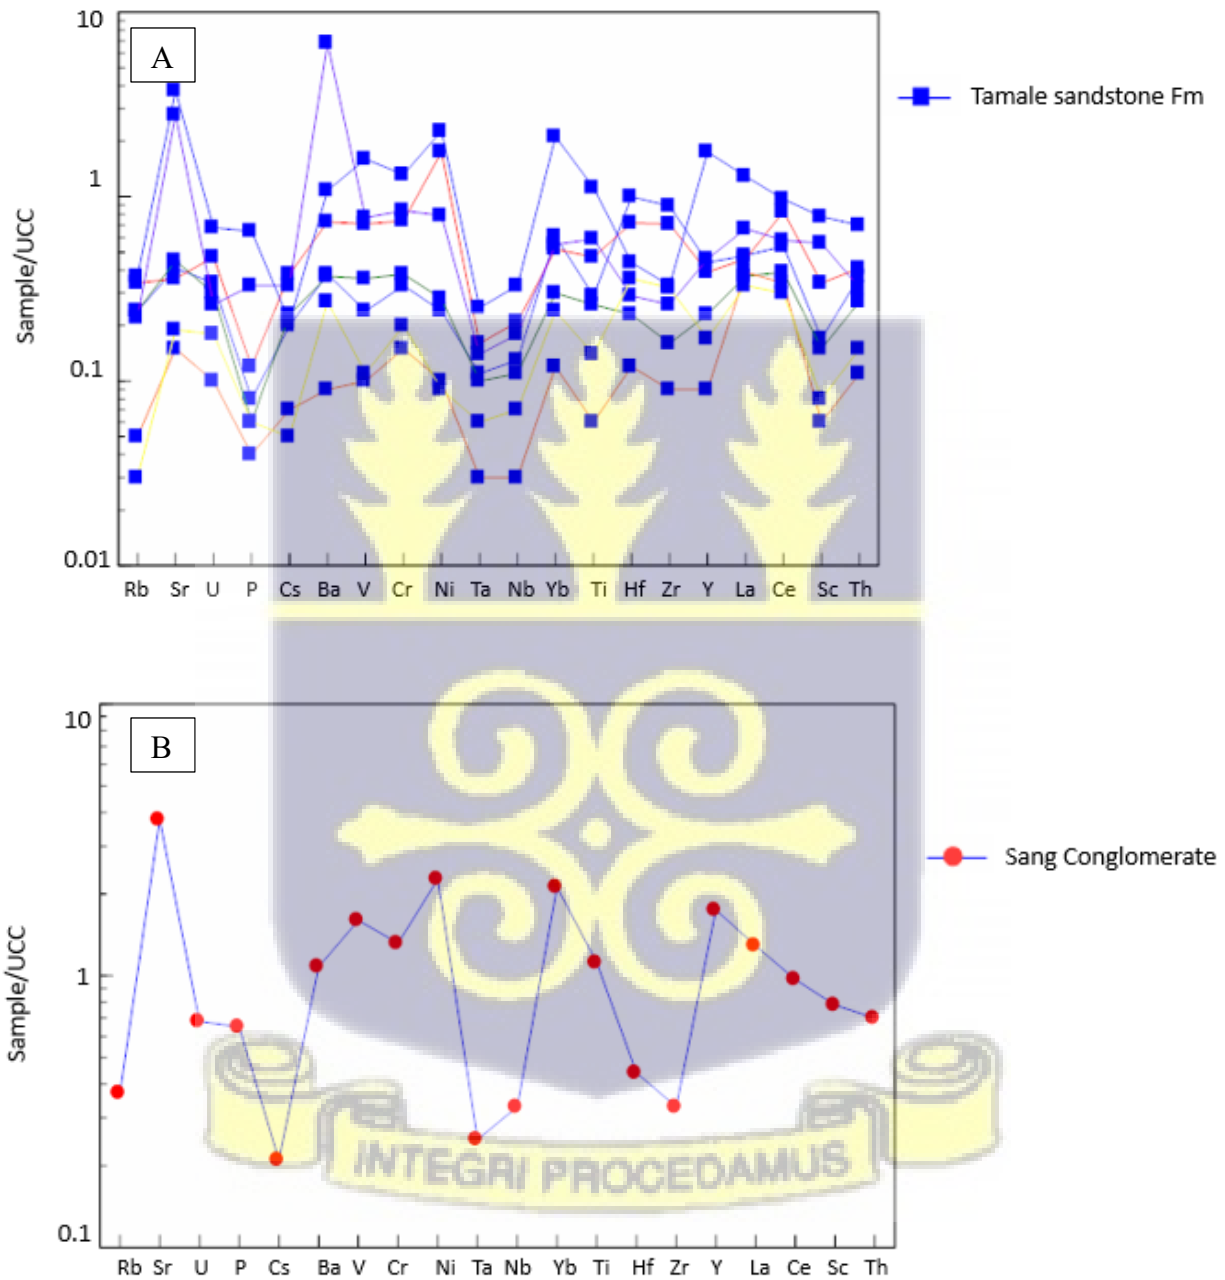 10
A
Tamale sandstone Fm
1
Sample/UCC
0.1
0.01
Rb Sr U P Cs Ba V Cr Ni Ta Nb Yb Ti Hf Zr Y La Ce Sc Th
10
B
Sang Conglomerate
1
Sample/UCC
INTEGRI PROCEDAMUS
0.1
Rb Sr U P Cs Ba V Cr Ni Ta Nb Yb Ti Hf Zr Y La Ce Sc Th